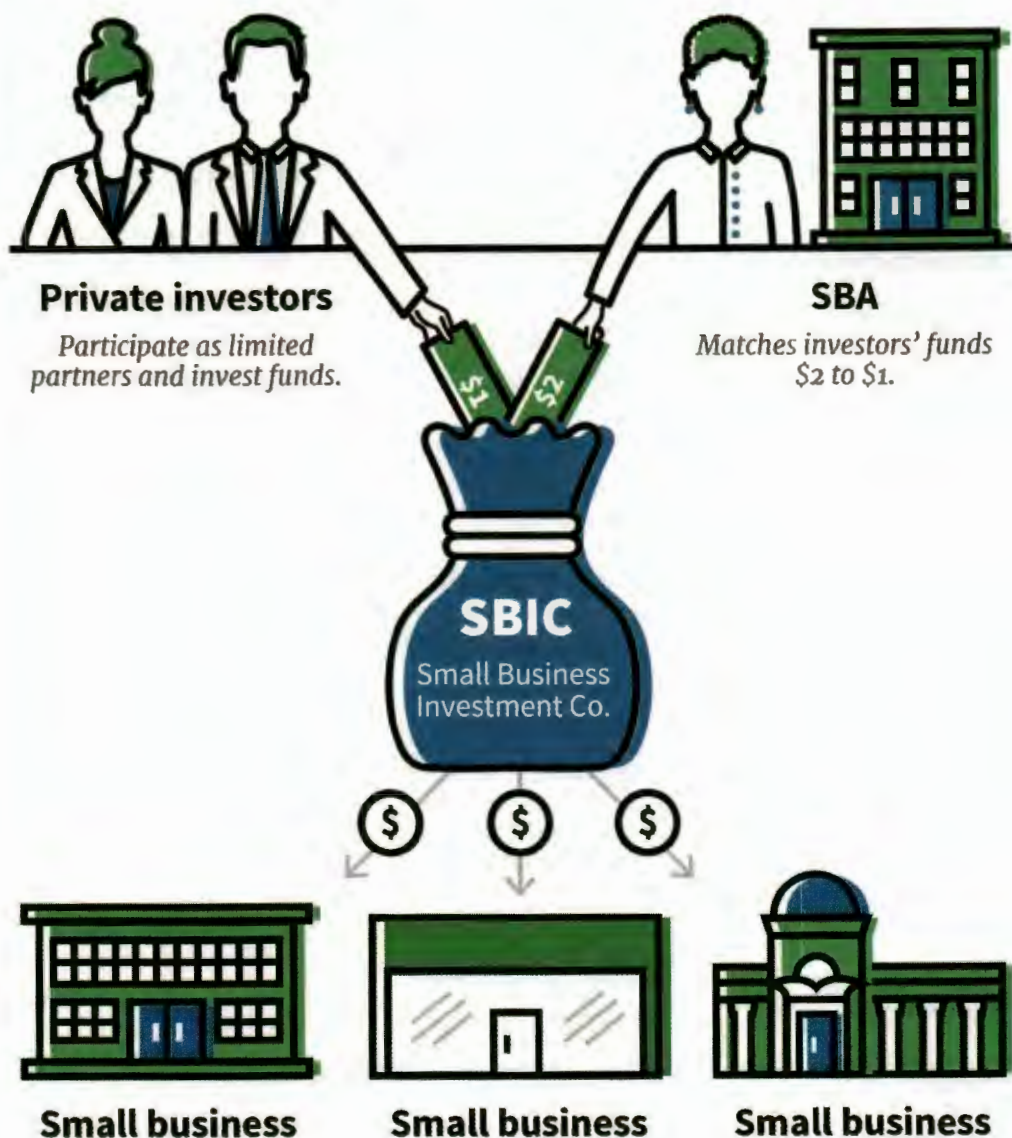 Private investors
Participate as limited
partners and invest funds.
SBA
Matches investors' funds
$2 to $1.
$1
$2
SBIC
Small Business
Investment Co.
$
$
$
Small business
Small business
Small business